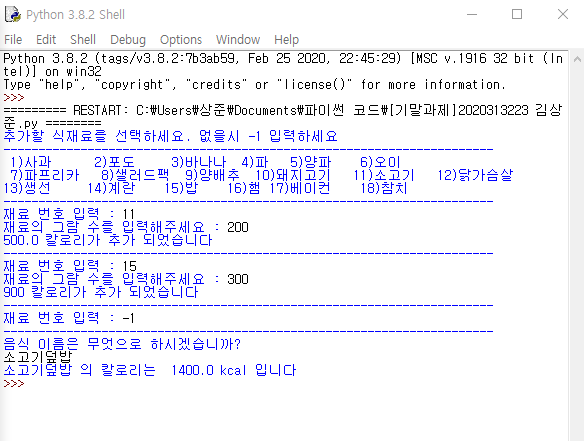 Python 3.8.2 Shell
File Edit Shell Debug Options Window Help
Python 3.8.2 (tags/v3.8.2:7b3ab59, Feb 25 2020, 22:45:29) [MSC v.1916 32 bit (In
tel)] on win32
Type "help", "copyright", "credits" or "license()" for more information.
>>>
========= RESTART: C:₩Users₩상준₩Documents₩파이썬 코드₩[기말과제]2020313223 김상
준.py ========
추가할 식재료를 선택하세요. 없을시 -1 입력하세요
1)사과 2)포도 3)바나나 4)파 5)양파 6)오이
7)파프리카 8)샐러드팩 9)양배추 10)돼지고기 11)소고기 12)닭가슴살
13)생선 14)계란 15)밥 16)햄 17)베이컨 18)참치
재료 번호 입력 : 11
재료의 그람 수를 입력해주세요 : 200
500.0 칼로리가 추가 되었습니다
재료 번호 입력 : 15
재료의 그람 수를 입력해주세요 : 300
900 칼로리가 추가 되었습니다
재료 번호 입력 : -1
음식 이름은 무엇으로 하시겠습니까?
소고기덮밥
소고기덮밥 의 칼로리는  1400.0 kcal 입니다
>>>